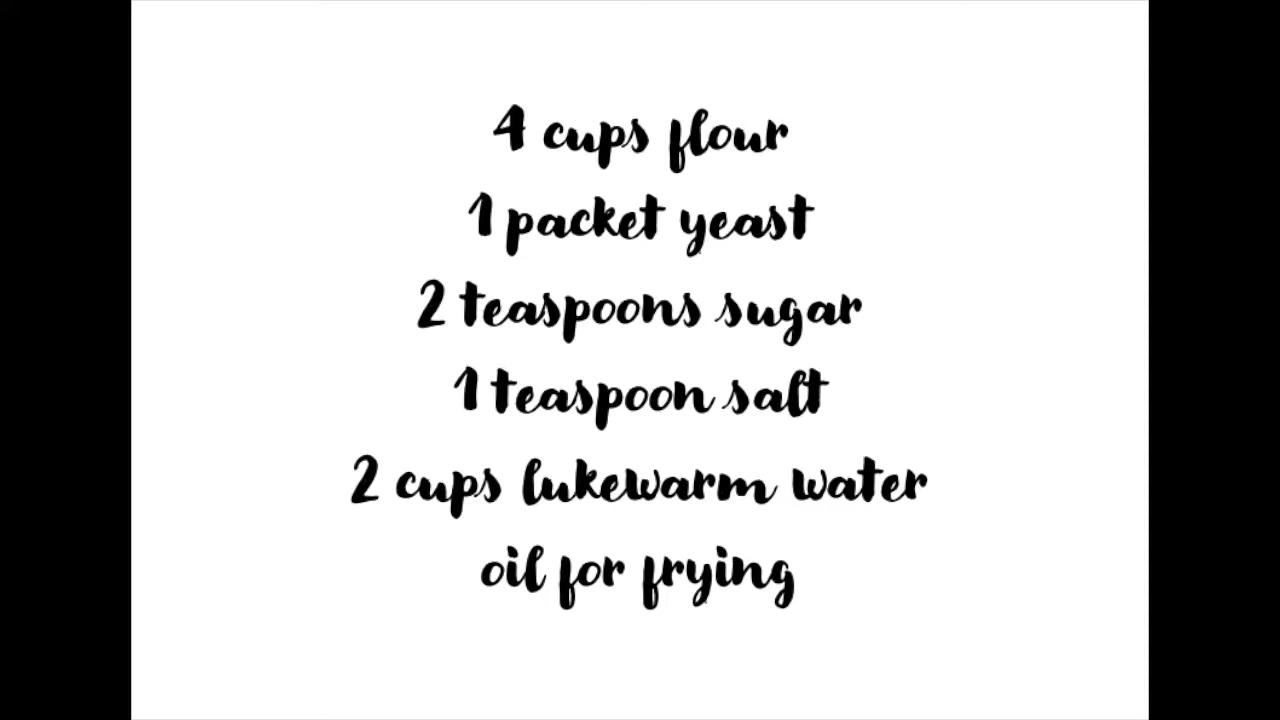 4 cups flour
1 packet yeast
2 teaspoons sugar
1 teaspoon salt
2 cups lukewarm water
oil for frying